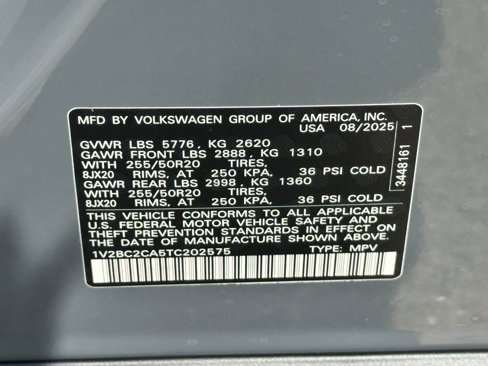 MFD BY VOLKSWAGEN GROUP OF AMERICA, INC.
USA 08/2025
GVWR LBS 5776, KG 2620
GAWR FRONT LBS 2888, KG 1310
WITH 255/50R20 TIRES,
8JX20 RIMS, AT 250 KPA, 36 PSI COLD
GAWR REAR LBS 2998, KG 1360
WITH 255/50R20 TIRES,
8JX20 RIMS, AT 250 KPA, 36 PSI COLD
THIS VEHICLE CONFORMS TO ALL APPLICABLE
U.S. FEDERAL MOTOR VEHICLE SAFETY AND
THEFT PREVENTION STANDARDS IN EFFECT ON
THE DATE OF MANUFACTURE SHOWN ABOVE.
1V2BC2CA5TC202575 TYPE: MPV
3448161 1